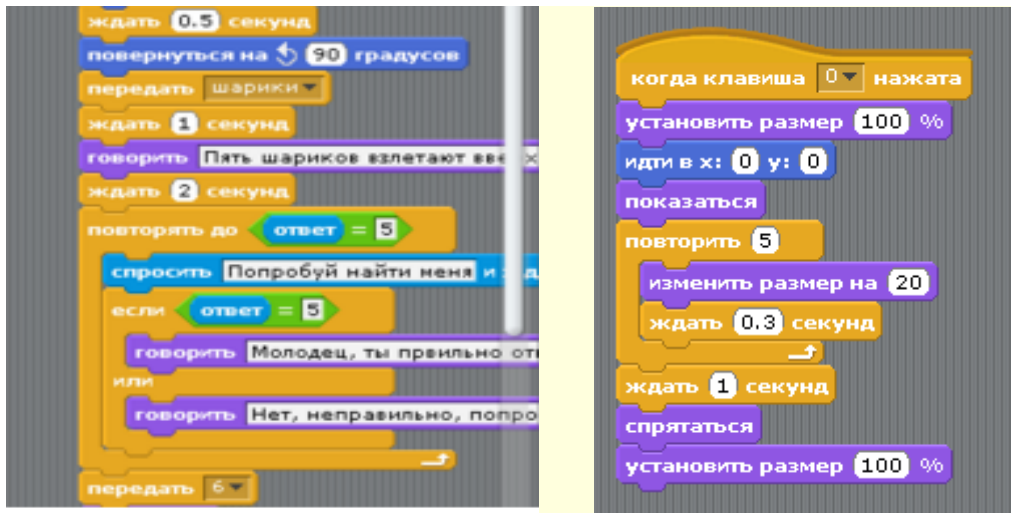 ждать 0.5 секунд
повернуться на 90 градусов
передать шарики
ждать 1 секунд
говорить Пять шариков взлетают вверх
ждать 2 секунд
повторять до ответ = 5
спросить Попробуй найти меня и
если ответ = 5
говорить Молодец, ты првильно отв
или
говорить Нет, неправильно, попро
передать 6
когда клавиша 0 нажата
установить размер 100 %
идти в x: 0 y: 0
показаться
повторить 5
изменить размер на 20
ждать 0.3 секунд
ждать 1 секунд
спрятаться
установить размер 100 %